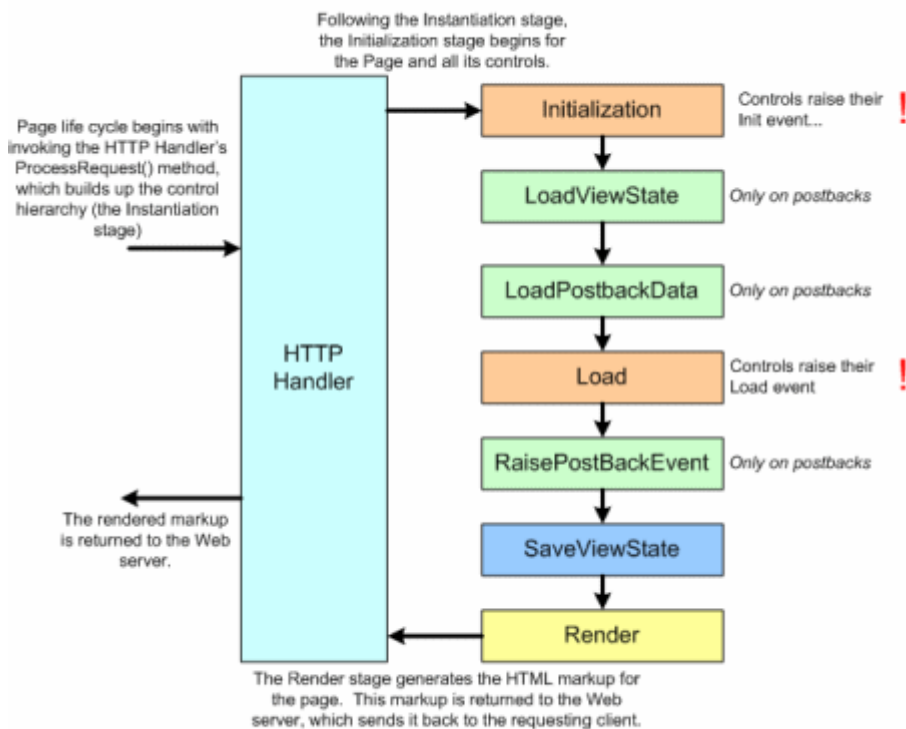 Following the Instantiation stage,
the Initialization stage begins for
the Page and all its controls.
Page life cycle begins with
invoking the HTTP Handler's
ProcessRequest() method,
which builds up the control
hierarchy (the Instantiation
stage)
HTTP
Handler
Initialization
Controls raise their
Init event...
!
LoadViewState
Only on postbacks
LoadPostbackData
Only on postbacks
Load
Controls raise their
Load event
!
RaisePostBackEvent
Only on postbacks
SaveViewState
Render
The rendered markup
is returned to the Web
server.
The Render stage generates the HTML markup for
the page. This markup is returned to the Web
server, which sends it back to the requesting client.